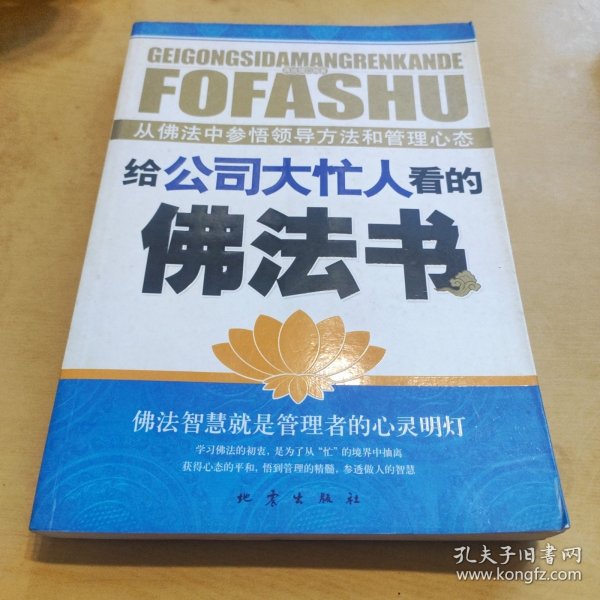 GEIGONGSIDAMANGRENKANDE
FOFASHU
从佛法中参悟领导方法和管理心态
给公司大忙人看的
佛法书
佛法智慧就是管理者的心灵明灯
学习佛法的初衷，是为了从“忙”的境界中抽离
获得心态的平和，悟到管理的精髓，参透做人的智慧
地震出版社
孔夫子旧书网
www.kongfz.com